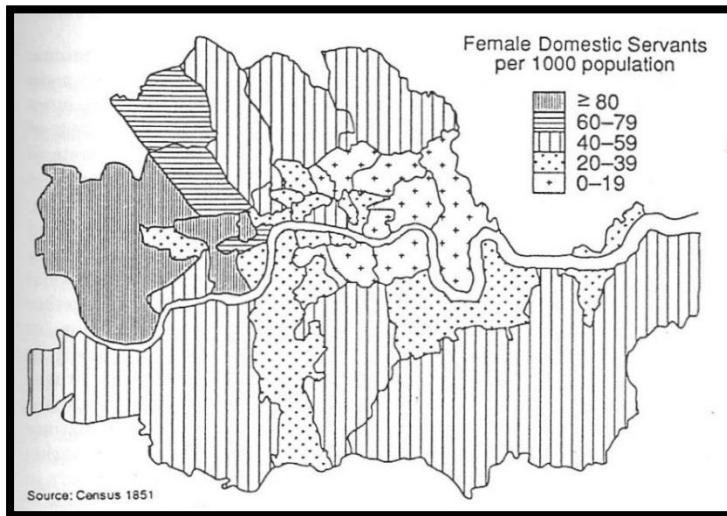 Female Domestic Servants
per 1000 population
≥ 80
60–79
40–59
20–39
0–19
Source: Census 1851